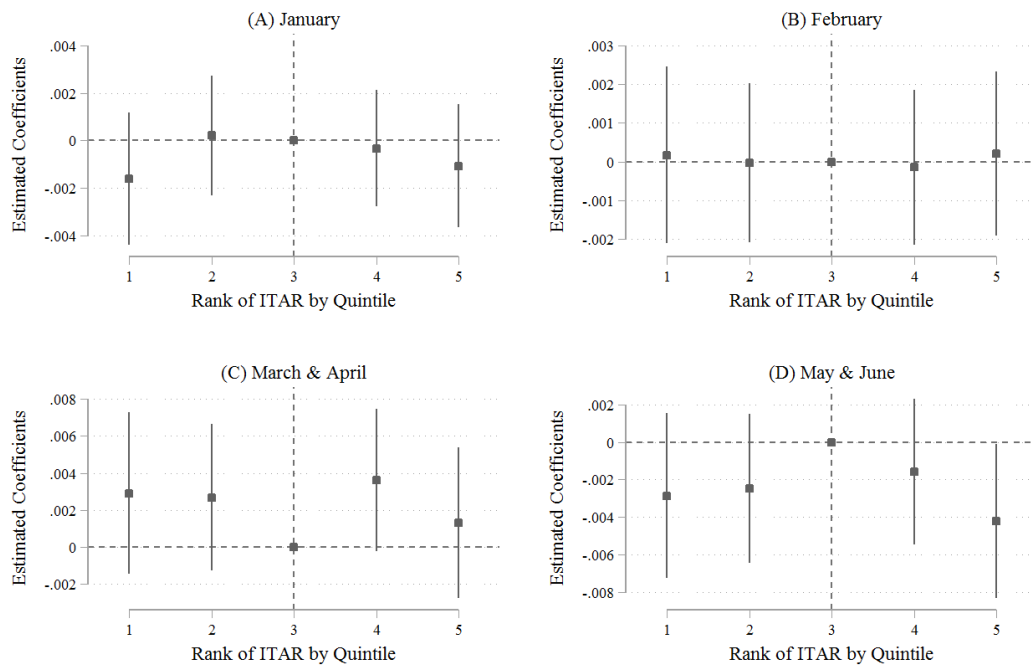 (A) January
Estimated Coefficients
.004
.002
0
-.002
-.004
1 2 3 4 5
Rank of ITAR by Quintile
(B) February
Estimated Coefficients
.003
.002
.001
0
-.001
-.002
1 2 3 4 5
Rank of ITAR by Quintile
(C) March & April
Estimated Coefficients
.008
.006
.004
.002
0
-.002
1 2 3 4 5
Rank of ITAR by Quintile
(D) May & June
Estimated Coefficients
.002
0
-.002
-.004
-.006
-.008
1 2 3 4 5
Rank of ITAR by Quintile